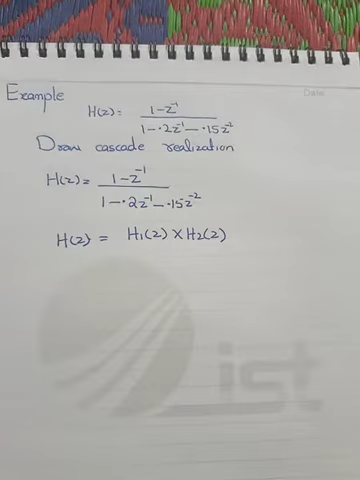 Example
H(z) = 1-z⁻¹
1-.2z⁻¹-.15z⁻²
Draw cascade realization
H(z) = 1-z⁻¹
1-.2z⁻¹-.15z⁻²
H(z) = H₁(z) × H₂(z)
ist